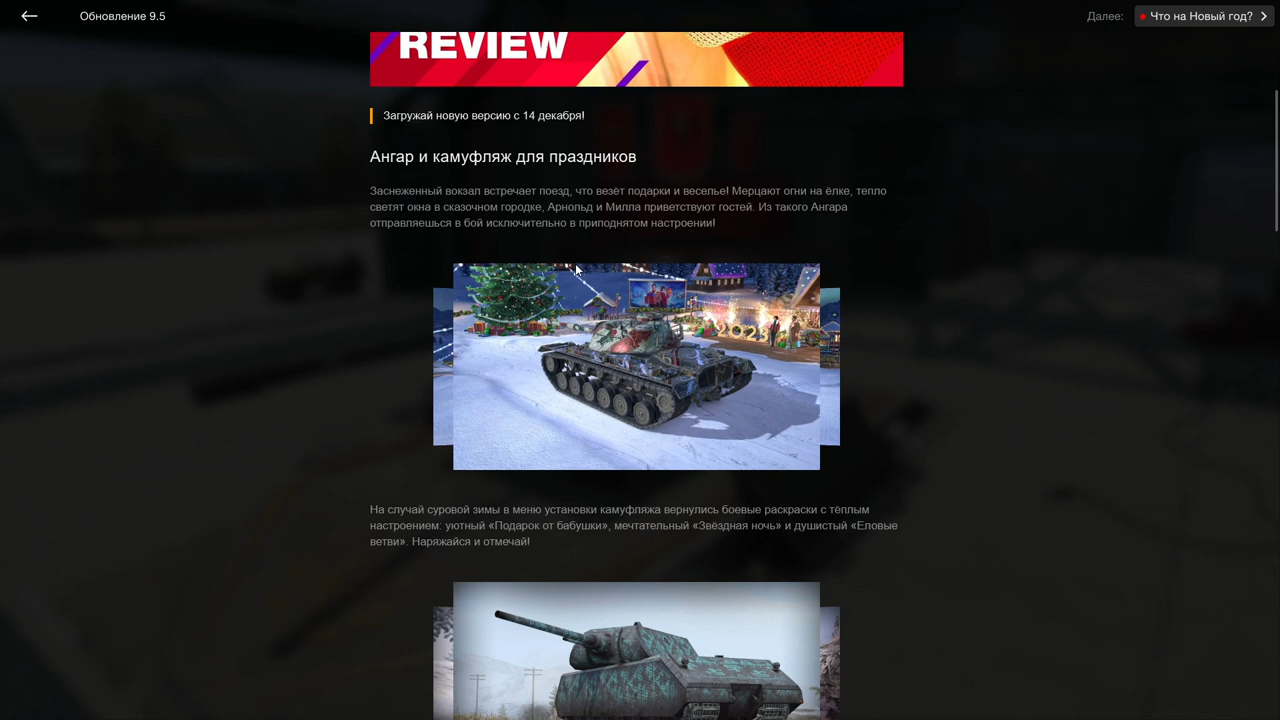 Обновление 9.5
Далее:
Что на Новый год?
REVIEW
Загружай новую версию с 14 декабря!
Ангар и камуфляж для праздников
Заснеженный вокзал встречает поезд, что везёт подарки и веселье! Мерцают огни на ёлке, тепло
светят окна в сказочном городке, Арнольд и Милла приветствуют гостей. Из такого Ангара
отправляешься в бой исключительно в приподнятом настроении!
2023
На случай суровой зимы в меню установки камуфляжа вернулись боевые раскраски с тёплым
настроением: уютный «Подарок от бабушки», мечтательный «Звёздная ночь» и душистый «Еловые
ветви». Наряжайся и отмечай!